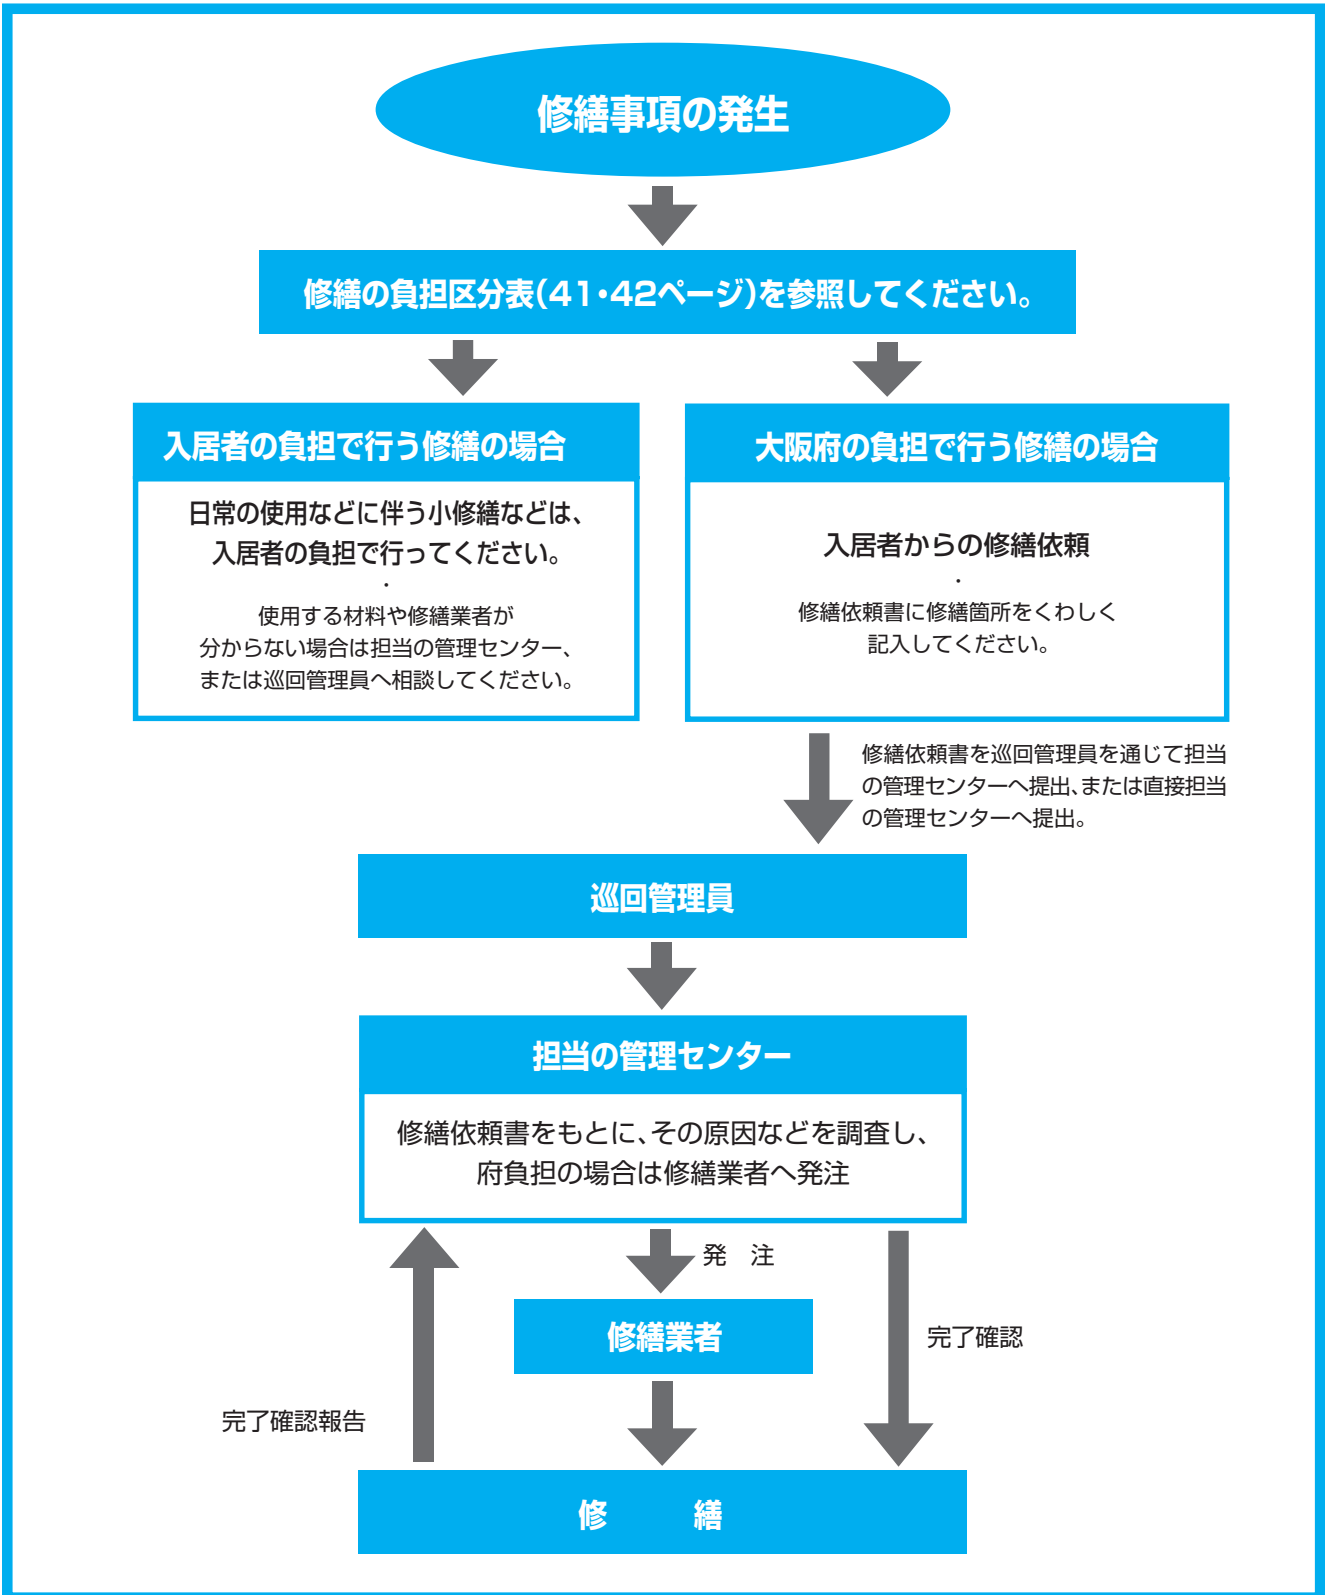 修繕事項の発生
修繕の負担区分表(41・42ページ)を参照してください。
入居者の負担で行う修繕の場合
日常の使用などに伴う小修繕などは、
入居者の負担で行ってください。
・
使用する材料や修繕業者が
分からない場合は担当の管理センター、
または巡回管理員へ相談してください。
大阪府の負担で行う修繕の場合
入居者からの修繕依頼
・
修繕依頼書に修繕箇所をくわしく
記入してください。
修繕依頼書を巡回管理員を通じて担当
の管理センターへ提出、または直接担当
の管理センターへ提出。
巡回管理員
担当の管理センター
修繕依頼書をもとに、その原因などを調査し、
府負担の場合は修繕業者へ発注
発　注
修繕業者
完了確認
完了確認報告
修　　繕